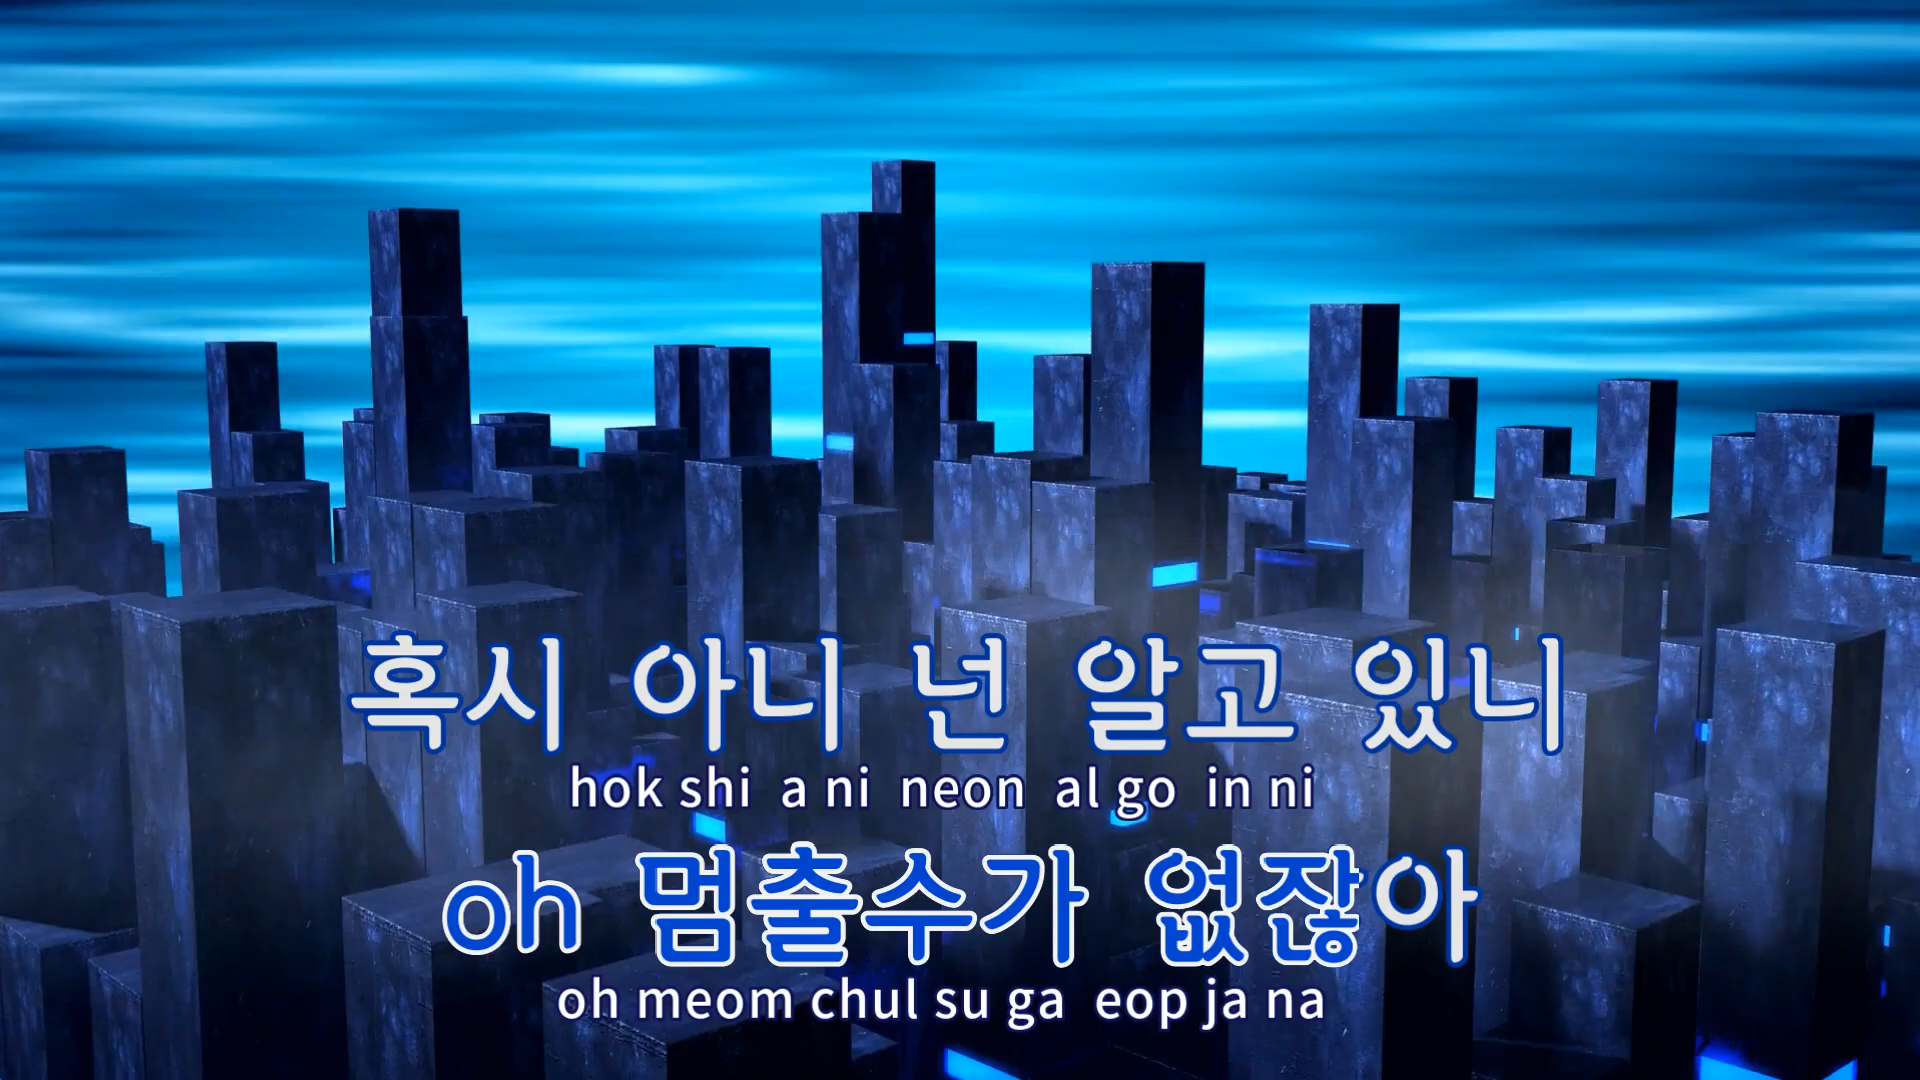 혹시 아니 넌 알고 있니
hok shi a ni neon al go in ni
oh 멈출수가 없잖아
oh meom chul su ga eop ja na